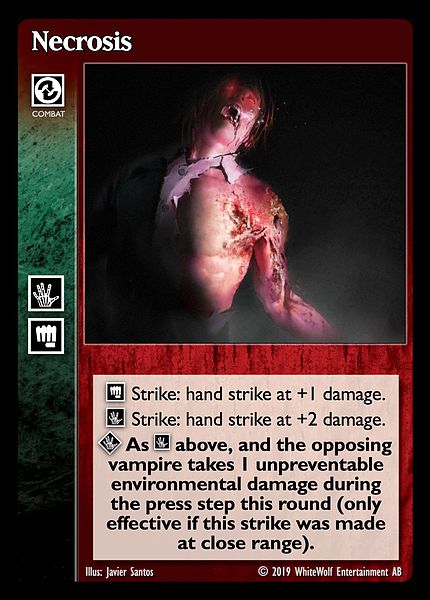 Necrosis
COMBAT
Strike: hand strike at +1 damage.
Strike: hand strike at +2 damage.
As above, and the opposing
vampire takes 1 unpreventable
environmental damage during
the press step this round (only
effective if this strike was made
at close range).
Illus: Javier Santos
© 2019 WhiteWolf Entertainment AB